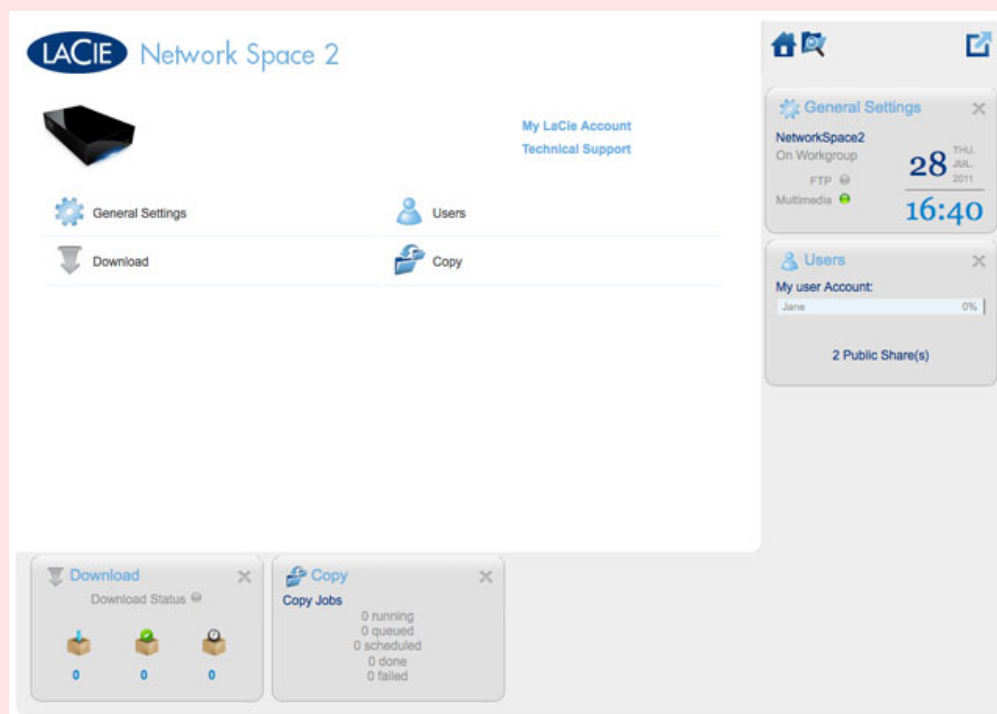 LACIE Network Space 2
My LaCie Account
Technical Support
General Settings
Users
Download
Copy
General Settings
NetworkSpace2
On Workgroup
FTP
Multimedia
28
THU.
JUL.
2011
16:40
Users
My user Account:
Jane 0%
2 Public Share(s)
Download
Download Status
0 0 0
Copy
Copy Jobs
0 running
0 queued
0 scheduled
0 done
0 failed